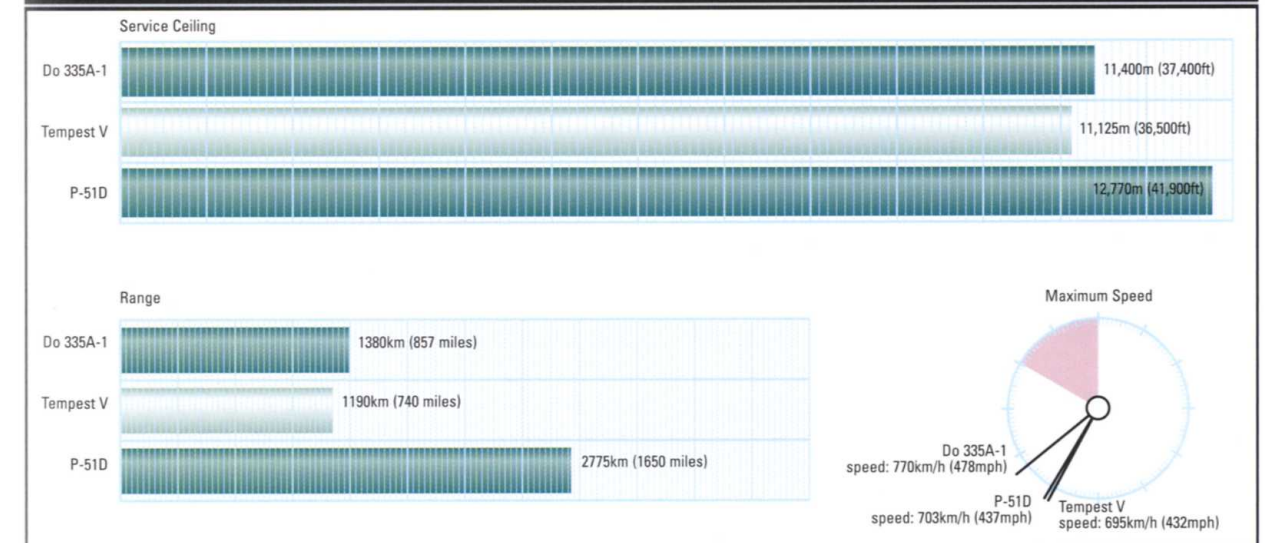 Service Ceiling
Do 335A-1
11,400m (37,400ft)
Tempest V
11,125m (36,500ft)
P-51D
12,770m (41,900ft)
Range
Do 335A-1
1380km (857 miles)
Tempest V
1190km (740 miles)
P-51D
2775km (1650 miles)
Maximum Speed
Do 335A-1
speed: 770km/h (478mph)
P-51D
speed: 703km/h (437mph)
Tempest V
speed: 695km/h (432mph)